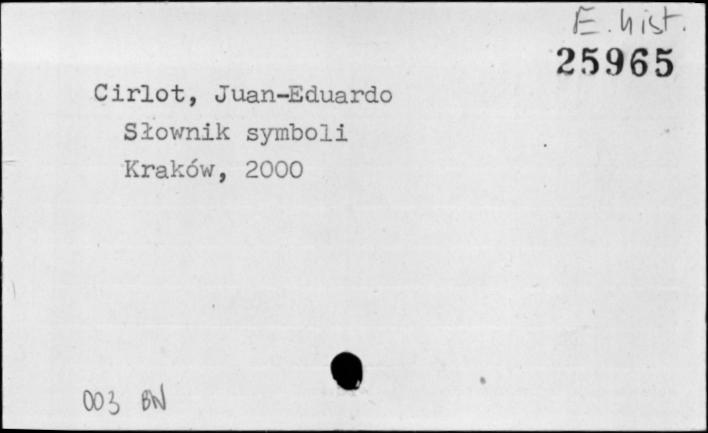 E. hist.
25965
Cirlot, Juan-Eduardo
Słownik symboli
Kraków, 2000
003 BN